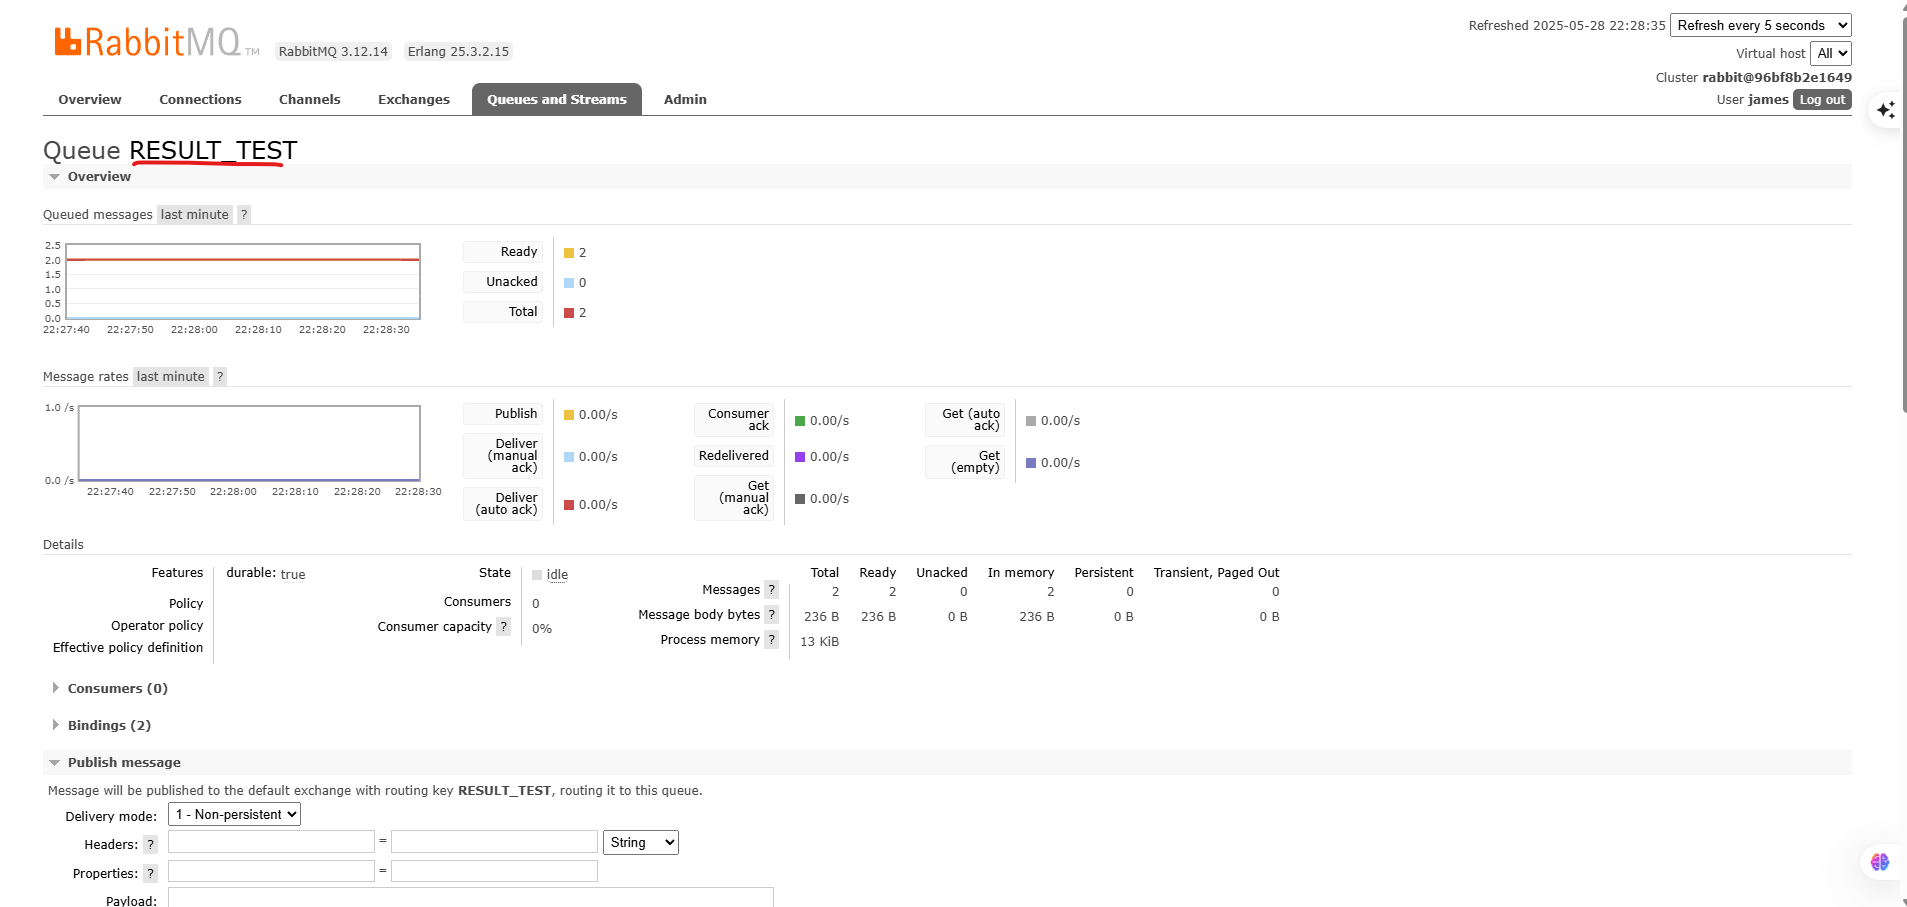 Refreshed 2025-05-28 22:28:35 Refresh every 5 seconds
RabbitMQ TM RabbitMQ 3.12.14 Erlang 25.3.2.15
Virtual host All
Cluster rabbit@96bf8b2e1649
User james Log out
Overview Connections Channels Exchanges Queues and Streams Admin
Queue RESULT_TEST
Overview
Queued messages last minute ?
2.5
2.0
1.5
1.0
0.5
0.0
22:27:40 22:27:50 22:28:00 22:28:10 22:28:20 22:28:30
Ready 2
Unacked 0
Total 2
Message rates last minute ?
1.0 /s
0.0 /s
22:27:40 22:27:50 22:28:00 22:28:10 22:28:20 22:28:30
Publish 0.00/s
Deliver (manual ack) 0.00/s
Deliver (auto ack) 0.00/s
Consumer ack 0.00/s
Redelivered 0.00/s
Get (manual ack) 0.00/s
Get (auto ack) 0.00/s
Get (empty) 0.00/s
Details
Features durable: true
Policy
Operator policy
Effective policy definition
State idle
Consumers 0
Consumer capacity ? 0%
Total Ready Unacked In memory Persistent Transient, Paged Out
Messages ? 2 2 0 2 0 0
Message body bytes ? 236 B 236 B 0 B 236 B 0 B 0 B
Process memory ? 13 KiB
Consumers (0)
Bindings (2)
Publish message
Message will be published to the default exchange with routing key RESULT_TEST, routing it to this queue.
Delivery mode: 1 - Non-persistent
Headers: ? = String
Properties: ? =
Payload: